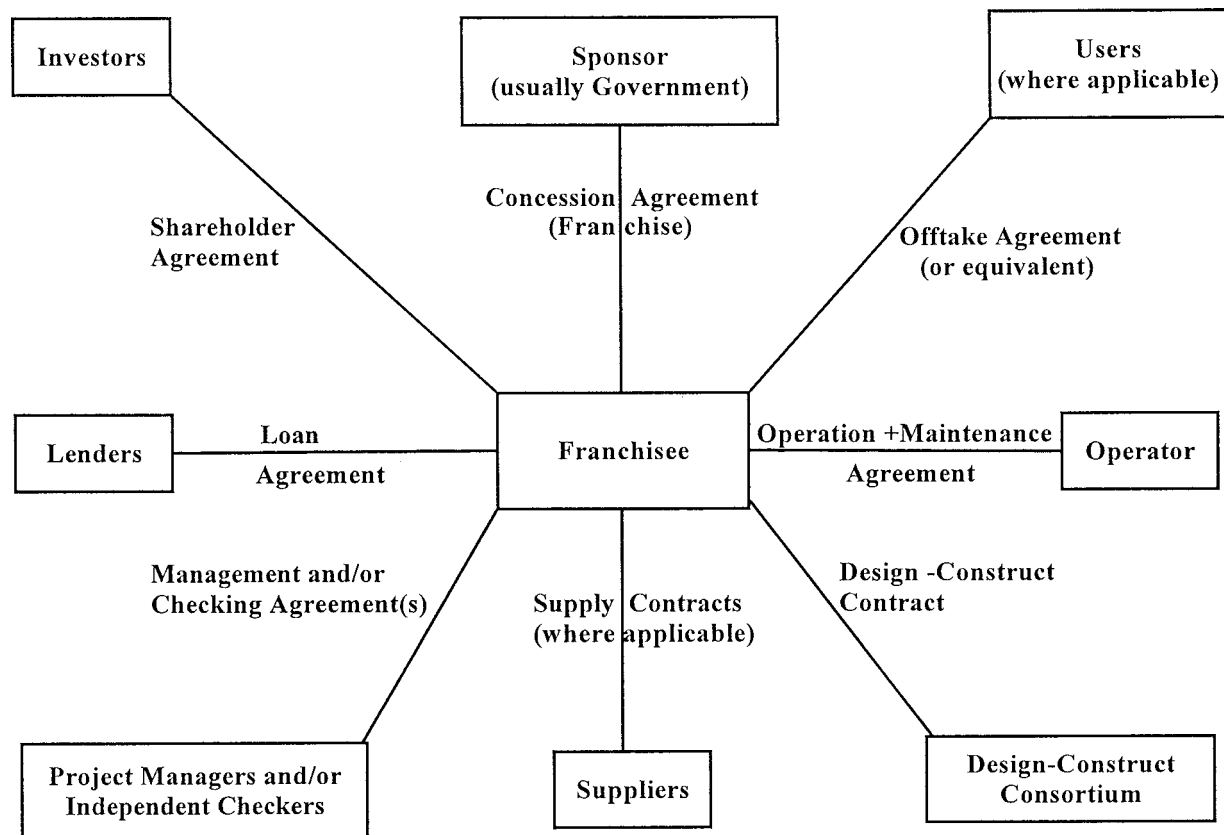 Investors
Sponsor
(usually Government)
Users
(where applicable)
Shareholder
Agreement
Concession Agreement
(Franchise)
Offtake Agreement
(or equivalent)
Lenders
Loan
Agreement
Franchisee
Operation +Maintenance
Agreement
Operator
Management and/or
Checking Agreement(s)
Supply Contracts
(where applicable)
Design -Construct
Contract
Project Managers and/or
Independent Checkers
Suppliers
Design-Construct
Consortium